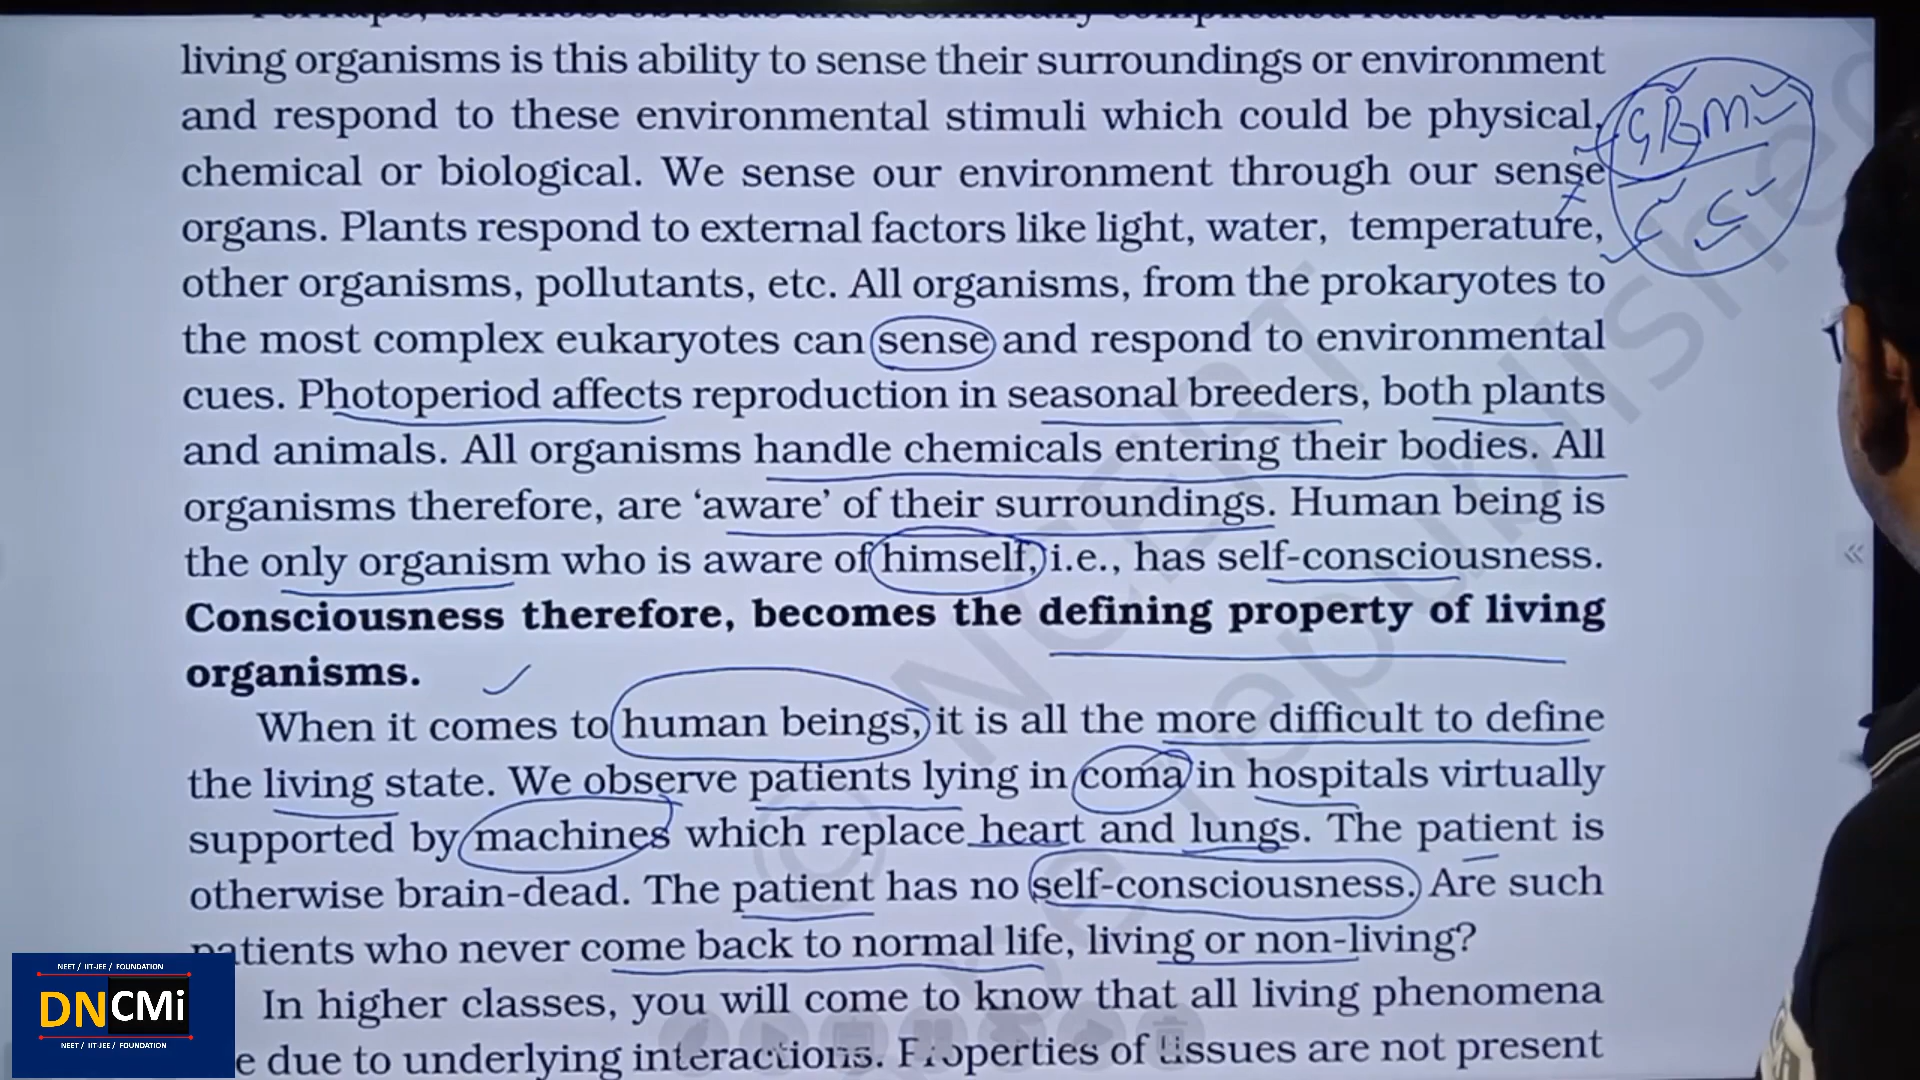 living organisms is this ability to sense their surroundings or environment
and respond to these environmental stimuli which could be physical,
chemical or biological. We sense our environment through our sense
organs. Plants respond to external factors like light, water, temperature,
other organisms, pollutants, etc. All organisms, from the prokaryotes to
the most complex eukaryotes can sense and respond to environmental
cues. Photoperiod affects reproduction in seasonal breeders, both plants
and animals. All organisms handle chemicals entering their bodies. All
organisms therefore, are ‘aware’ of their surroundings. Human being is
the only organism who is aware of himself, i.e., has self-consciousness.
Consciousness therefore, becomes the defining property of living
organisms.
When it comes to human beings, it is all the more difficult to define
the living state. We observe patients lying in coma in hospitals virtually
supported by machines which replace heart and lungs. The patient is
otherwise brain-dead. The patient has no self-consciousness. Are such
patients who never come back to normal life, living or non-living?
In higher classes, you will come to know that all living phenomena
due to underlying interactions. Properties of tissues are not present
GRM
C C
© NCERT
republished
NEET / IIT-JEE / FOUNDATION
DNCMi
NEET / IIT JEE / FOUNDATION